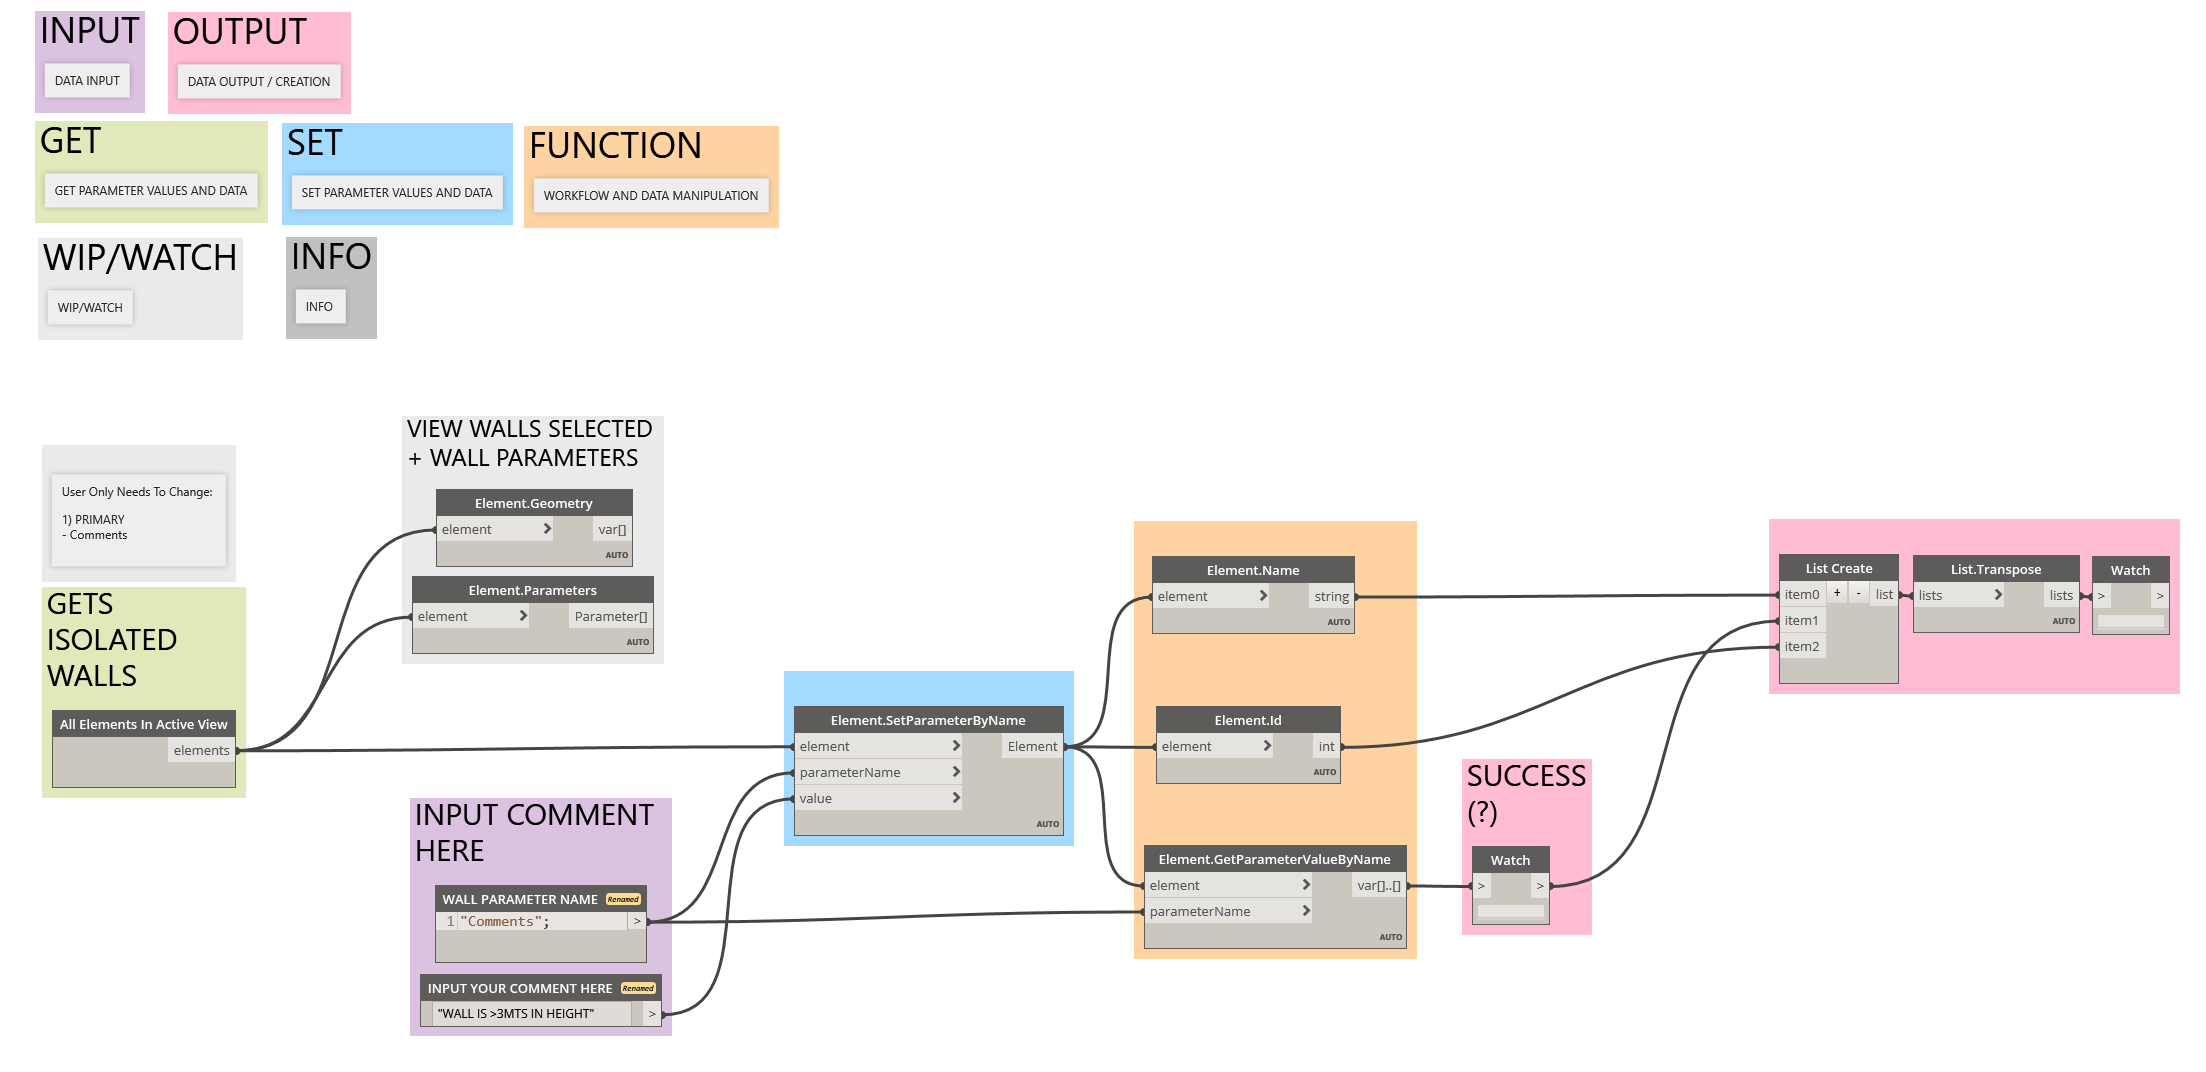 INPUT
DATA INPUT
OUTPUT
DATA OUTPUT / CREATION
GET
GET PARAMETER VALUES AND DATA
SET
SET PARAMETER VALUES AND DATA
FUNCTION
WORKFLOW AND DATA MANIPULATION
WIP/WATCH
WIP/WATCH
INFO
INFO
User Only Needs To Change:
1) PRIMARY
- Comments
GETS
ISOLATED
WALLS
All Elements In Active View
elements
VIEW WALLS SELECTED
+ WALL PARAMETERS
Element.Geometry
element > var[]
AUTO
Element.Parameters
element > Parameter[]
AUTO
INPUT COMMENT
HERE
WALL PARAMETER NAME Renamed
1 "Comments"; >
INPUT YOUR COMMENT HERE Renamed
"WALL IS >3MTS IN HEIGHT" >
Element.SetParameterByName
element > Element
parameterName >
value >
AUTO
Element.Name
element > string
AUTO
Element.Id
element > int
AUTO
Element.GetParameterValueByName
element > var[]..[]
parameterName >
AUTO
SUCCESS
(?)
Watch
> >
List Create
item0 + - list
item1
item2
List.Transpose
lists > lists
AUTO
Watch
> >